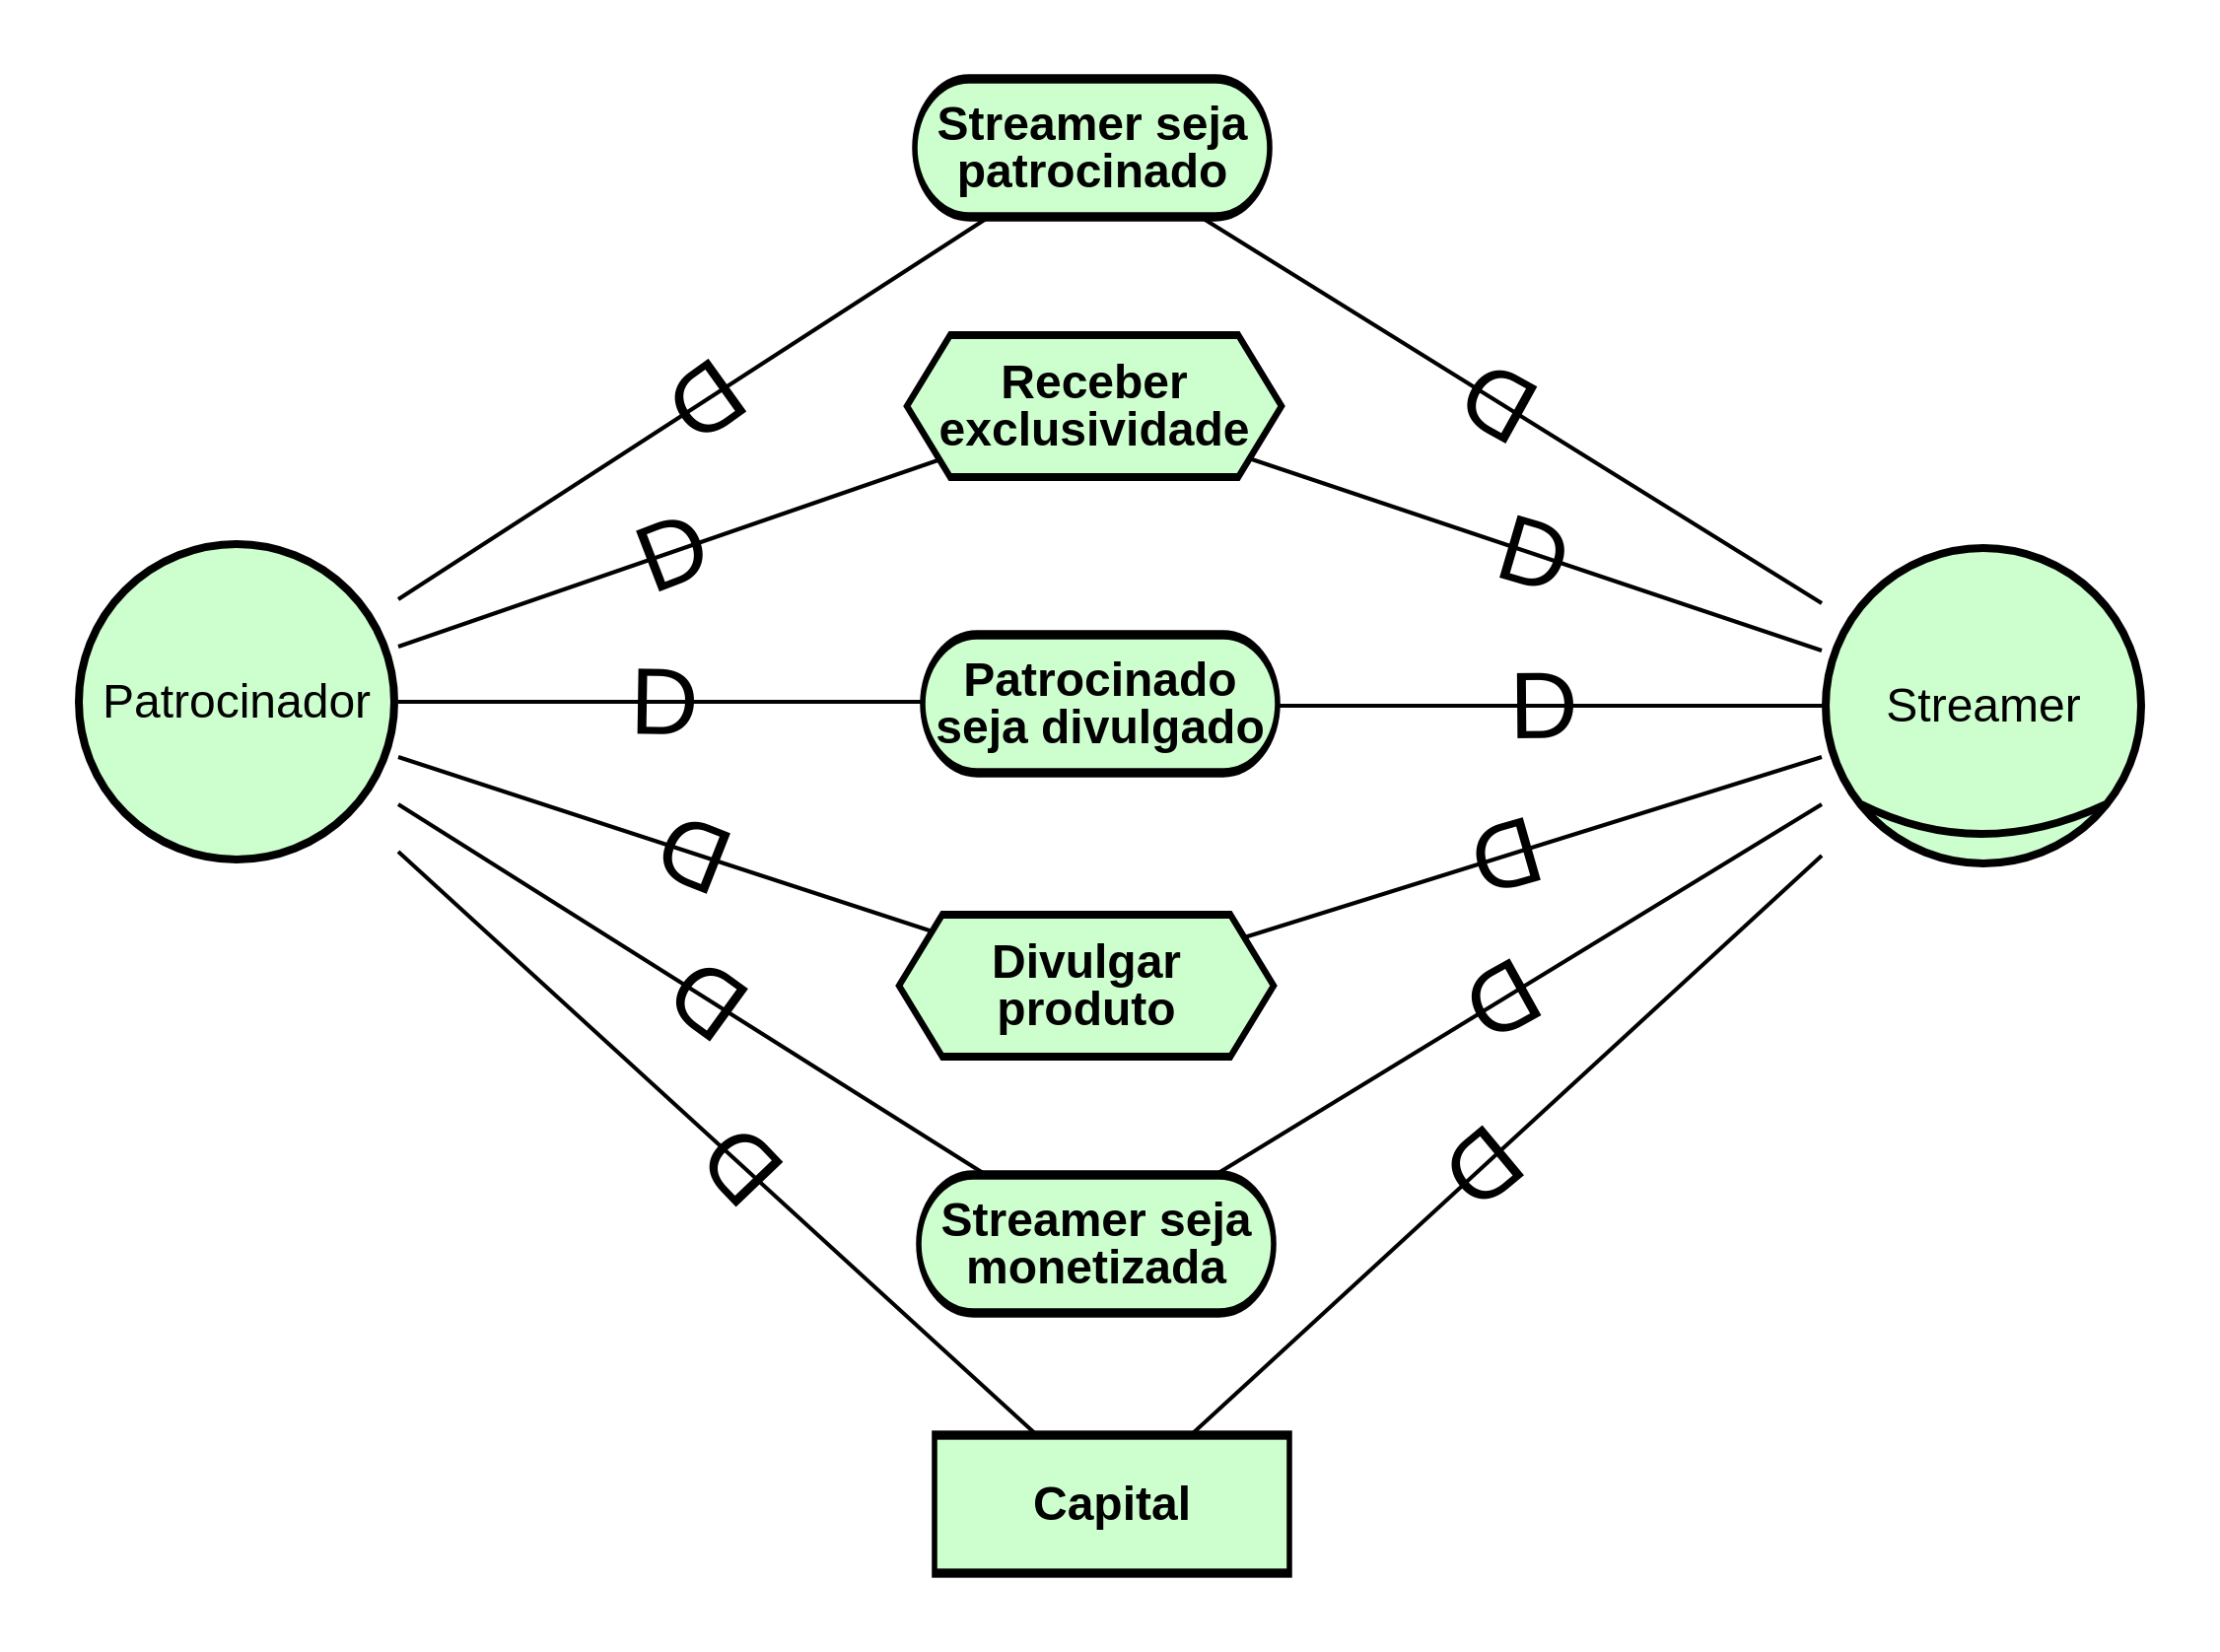 Streamer seja
patrocinado
D
D
Receber
exclusividade
D
D
Patrocinador
D
Patrocinado
seja divulgado
D
Streamer
D
D
Divulgar
produto
D
D
D
D
Streamer seja
monetizada
Capital